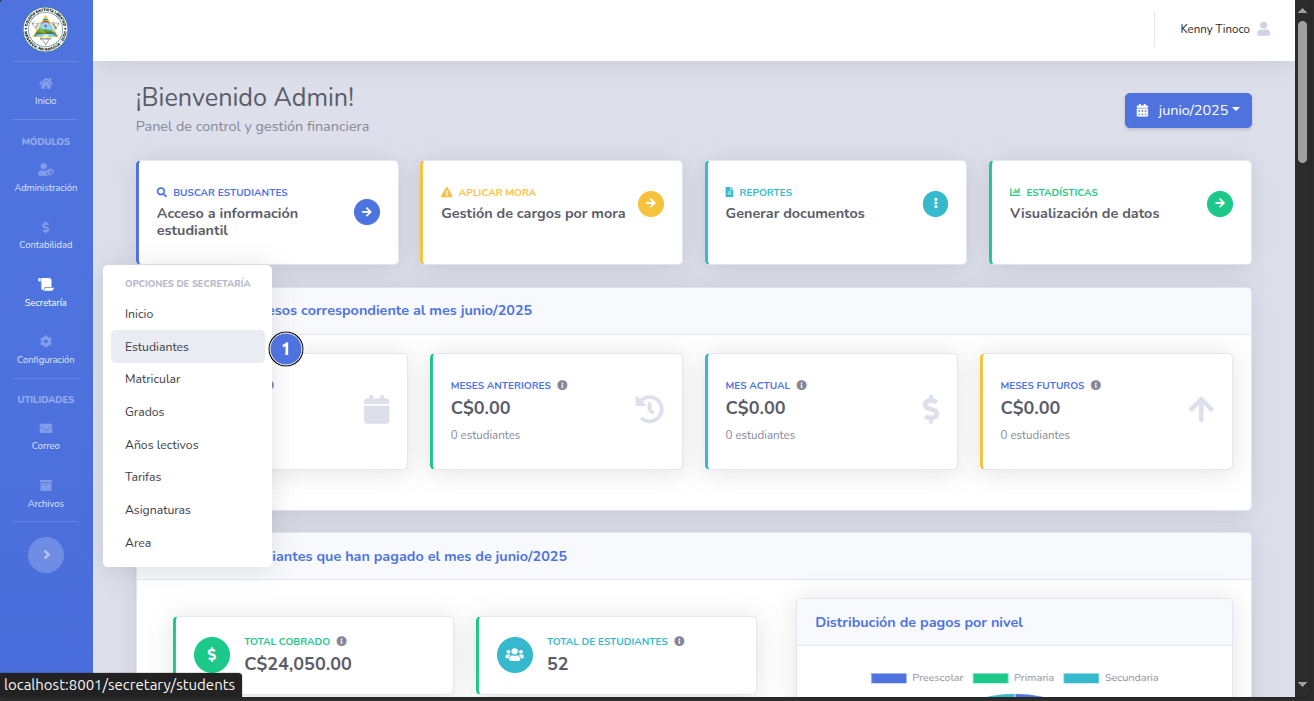 Kenny Tinoco
Inicio
MÓDULOS
Administración
Contabilidad
Secretaría
Configuración
UTILIDADES
Correo
Archivos
¡Bienvenido Admin!
Panel de control y gestión financiera
junio/2025
BUSCAR ESTUDIANTES
Acceso a información
estudiantil
APLICAR MORA
Gestión de cargos por mora
REPORTES
Generar documentos
ESTADÍSTICAS
Visualización de datos
OPCIONES DE SECRETARÍA
Inicio
Estudiantes
Matricular
Grados
Años lectivos
Tarifas
Asignaturas
Area
1
esos correspondiente al mes junio/2025
MESES ANTERIORES
C$0.00
0 estudiantes
MES ACTUAL
C$0.00
0 estudiantes
MESES FUTUROS
C$0.00
0 estudiantes
iantes que han pagado el mes de junio/2025
TOTAL COBRADO
C$24,050.00
TOTAL DE ESTUDIANTES
52
Distribución de pagos por nivel
Preescolar Primaria Secundaria
localhost:8001/secretary/students